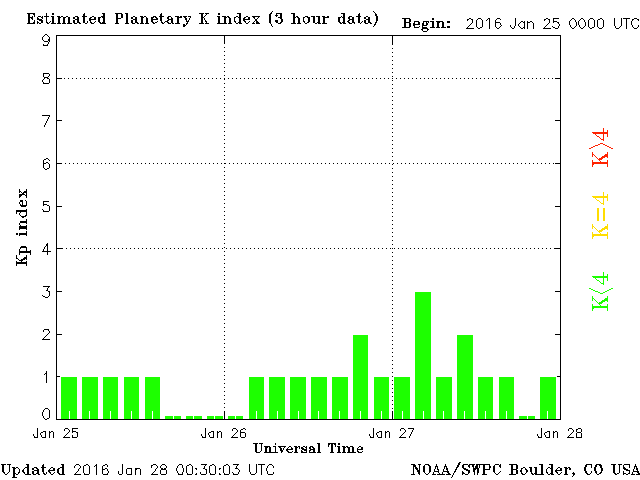 Estimated Planetary K index (3 hour data) Begin: 2016 Jan 25 0000 UTC
9
8
7
6
5
4
3
2
1
0
Kp index
K>4
K=4
K<4
Jan 25 Jan 26 Jan 27 Jan 28
Universal Time
Updated 2016 Jan 28 00:30:03 UTC NOAA/SWPC Boulder, CO USA